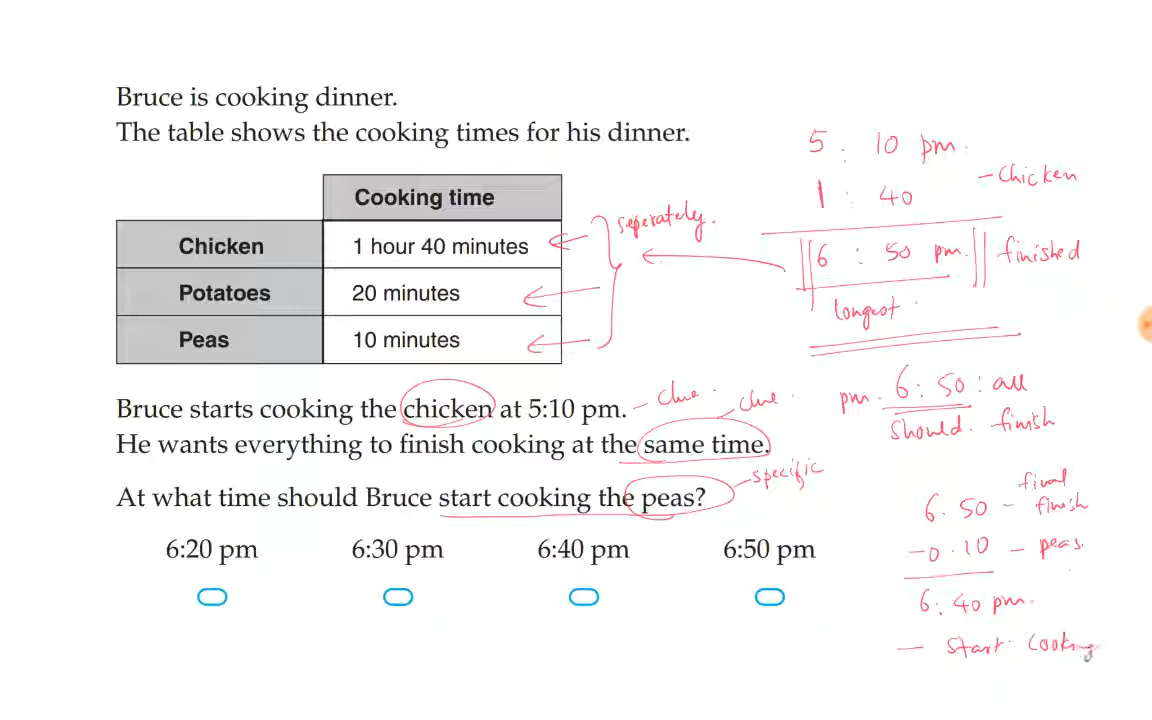 Bruce is cooking dinner.
The table shows the cooking times for his dinner.
Cooking time
Chicken 1 hour 40 minutes
Potatoes 20 minutes
Peas 10 minutes
seperately.
5 : 10 pm.
1 : 40 - Chicken
6 : 50 pm. finished
longest
Bruce starts cooking the chicken at 5:10 pm. - clue
He wants everything to finish cooking at the same time. - clue
pm. 6:50 : all
should finish
At what time should Bruce start cooking the peas? - specific
6:20 pm 6:30 pm 6:40 pm 6:50 pm
6.50 - final finish
-0.10 - peas.
6:40 pm.
- start cooking